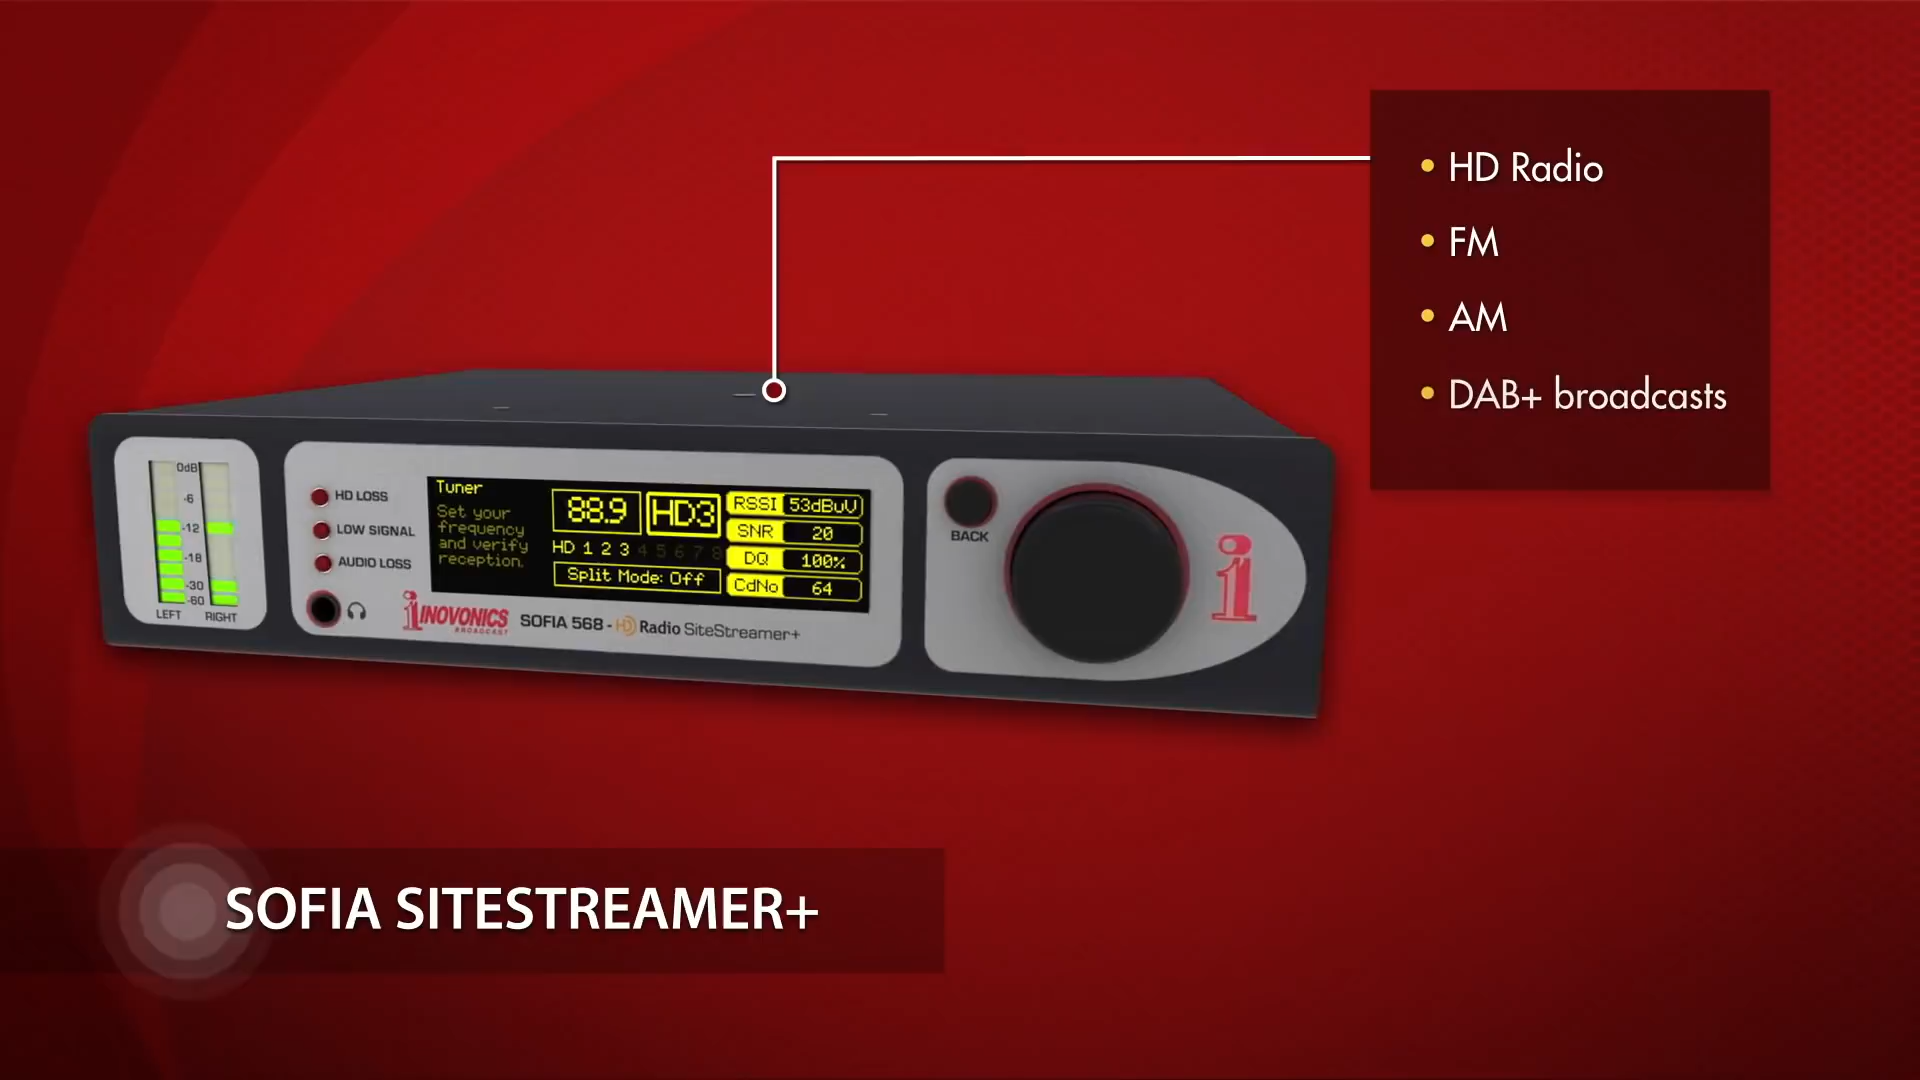 HD Radio
FM
AM
DAB+ broadcasts
0dB
-6
-12
-18
-30
-60
LEFT RIGHT
HD LOSS
LOW SIGNAL
AUDIO LOSS
Tuner
Set your
frequency
and verify
reception.
88.9 HD3
HD 1 2 3 4 5 6 7 8
Split Mode: Off
RSSI 53dBuV
SNR 20
DQ 100%
CdNo 64
BACK
i
INOVONICS
BROADCAST
SOFIA 568 - HD Radio SiteStreamer+
SOFIA SITESTREAMER+